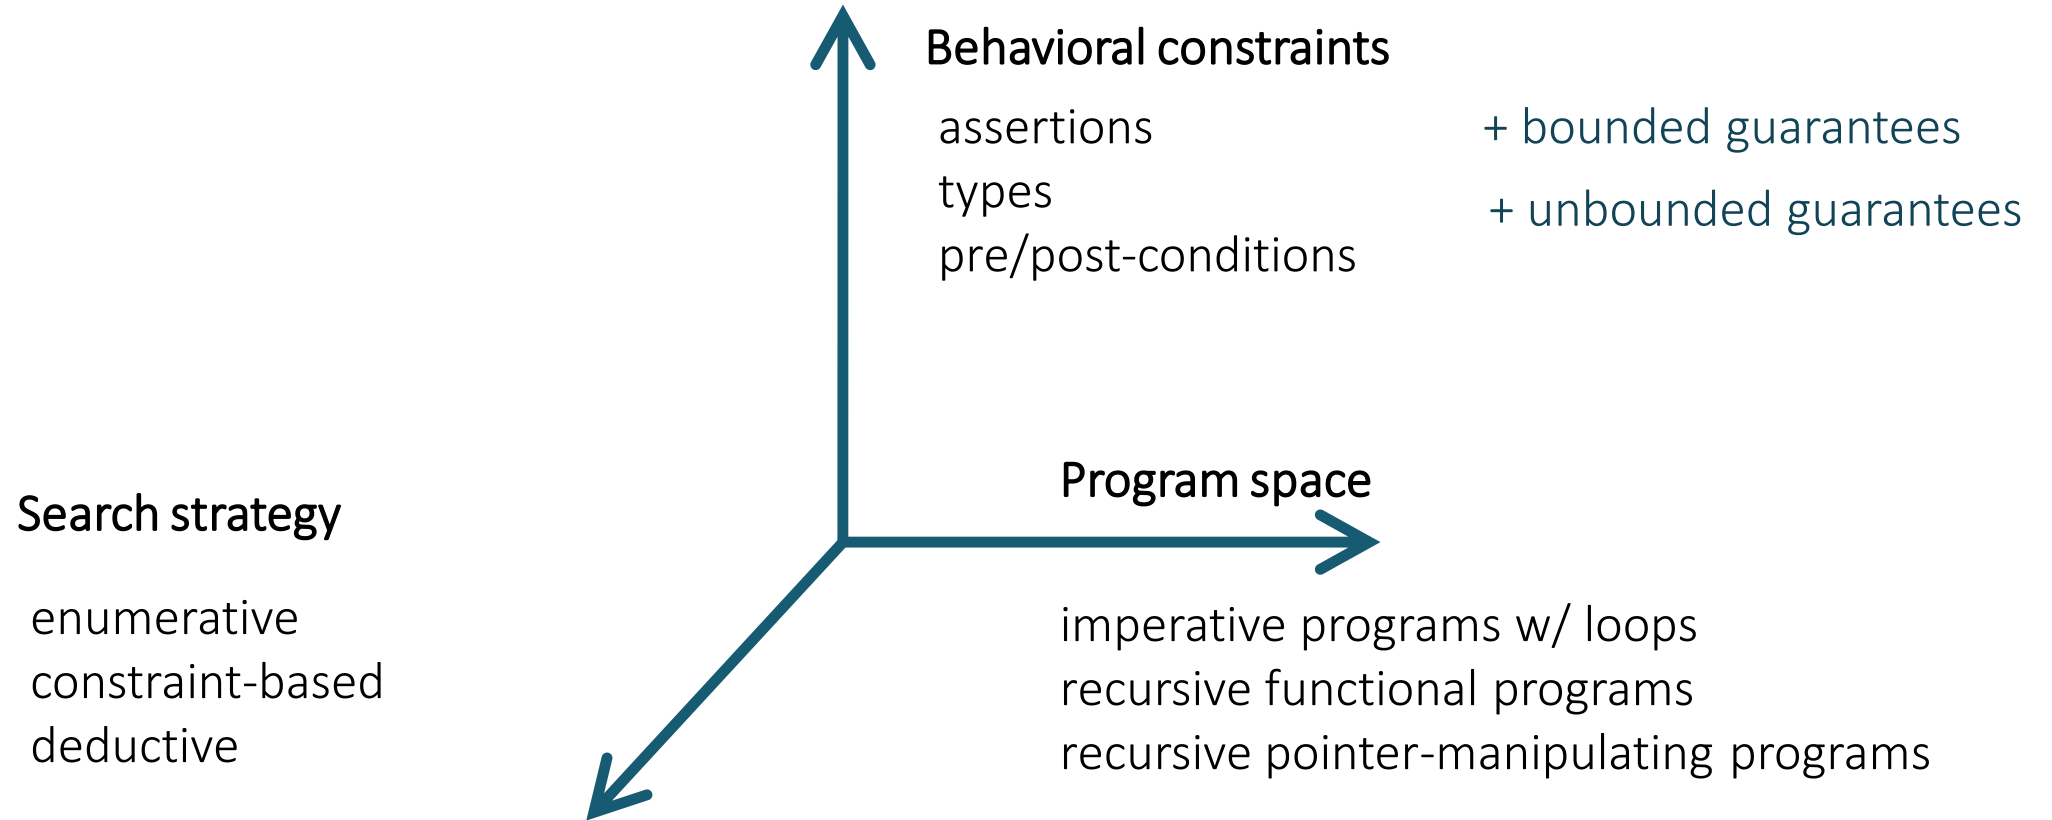 Behavioral constraints
assertions
+ bounded guarantees
types
+ unbounded guarantees
pre/post-conditions
Program space
Search strategy
enumerative
constraint-based
deductive
imperative programs w/ loops
recursive functional programs
recursive pointer-manipulating programs